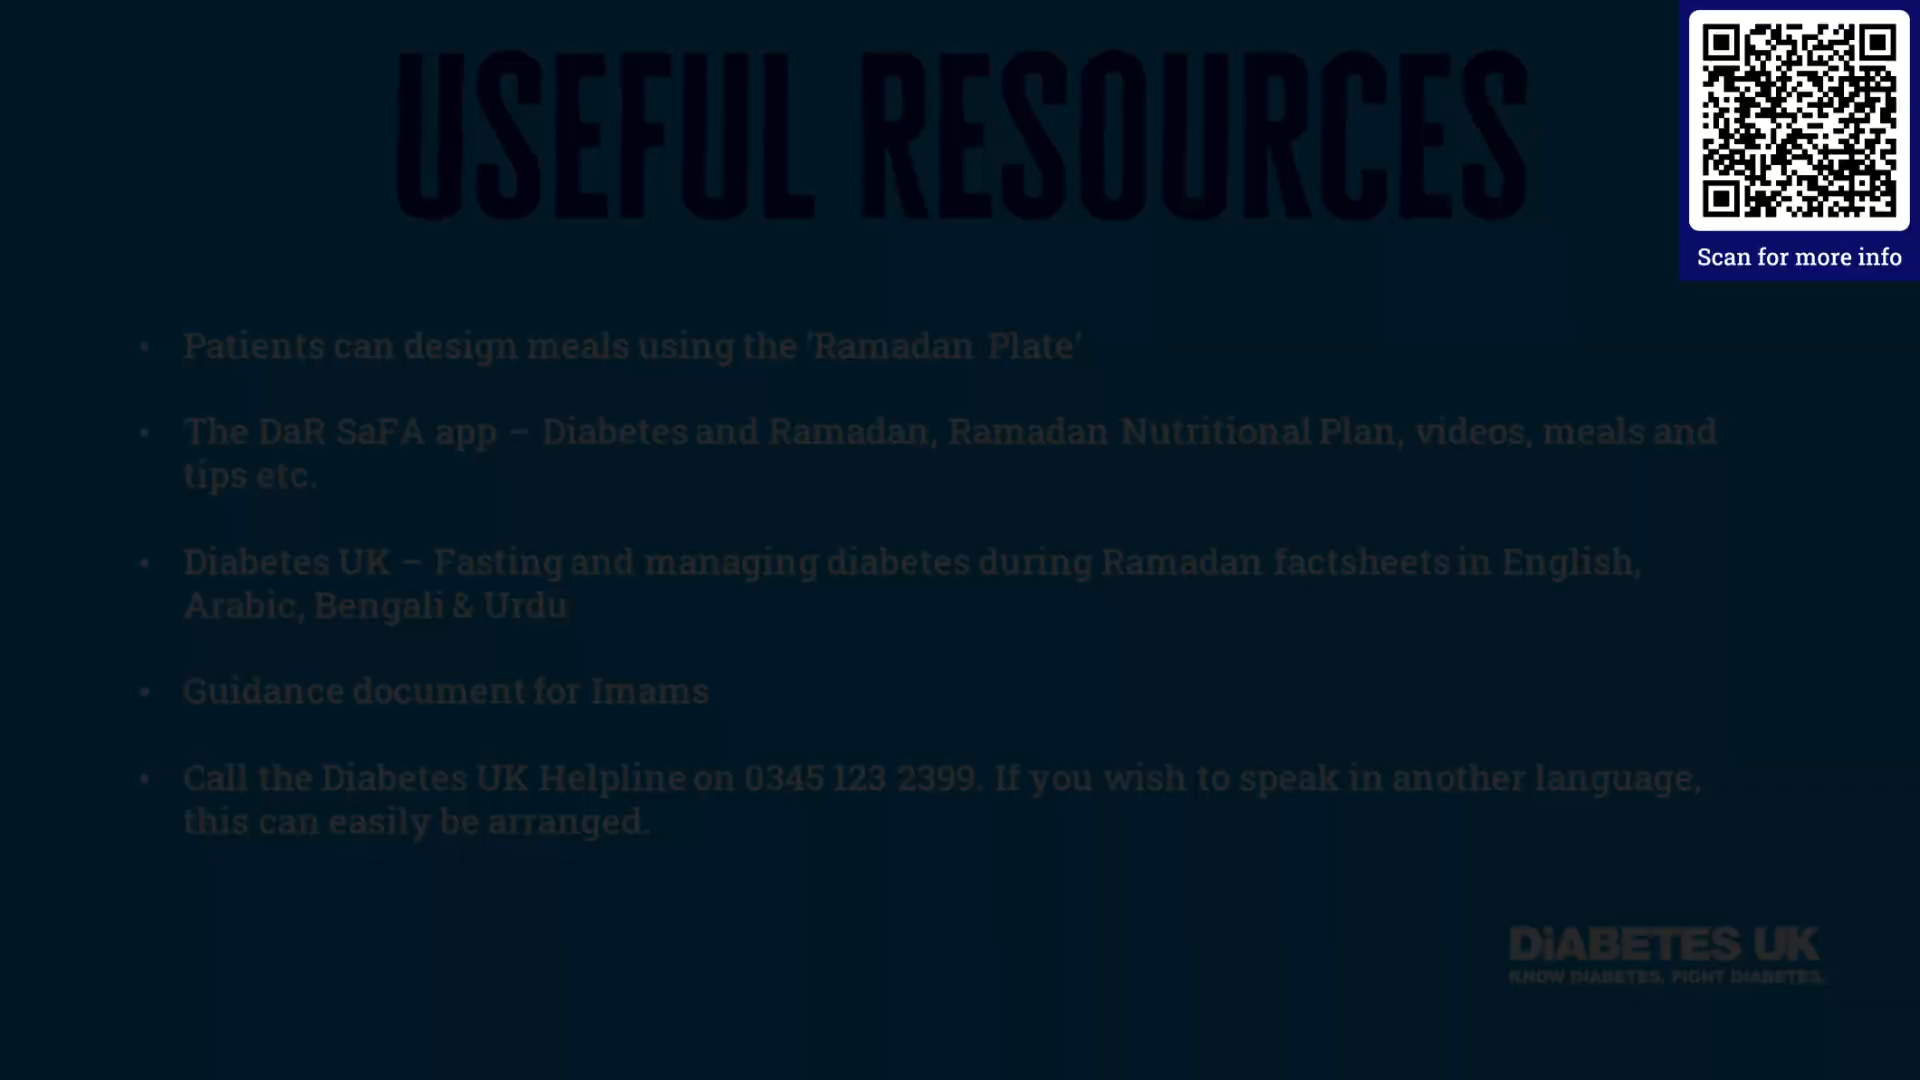 USEFUL RESOURCES
Scan for more info
• Patients can design meals using the 'Ramadan Plate'
• The DaR SaFA app – Diabetes and Ramadan, Ramadan Nutritional Plan, videos, meals and
tips etc.
• Diabetes UK – Fasting and managing diabetes during Ramadan factsheets in English,
Arabic, Bengali & Urdu
• Guidance document for Imams
• Call the Diabetes UK Helpline on 0345 123 2399. If you wish to speak in another language,
this can easily be arranged.
DiABETES UK
KNOW DIABETES. FIGHT DIABETES.